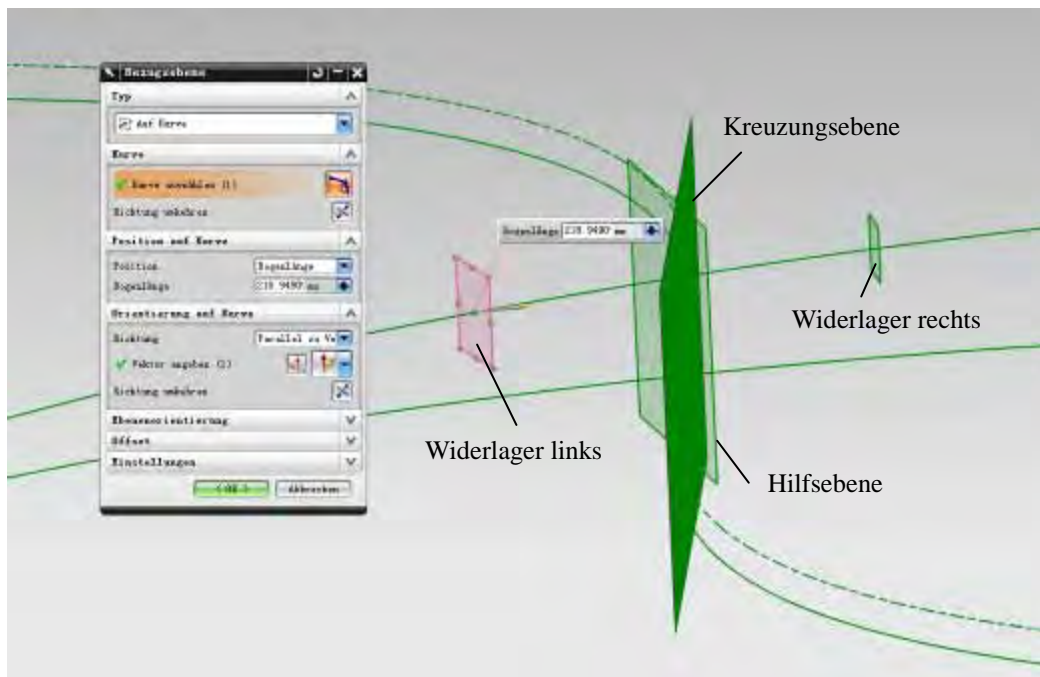 Bezugsebene
Typ
Auf Kurve
Kurve
Kurve auswählen (1)
Richtung umkehren
Position auf Kurve
Position
Bogenlänge
Bogenlänge
Orientierung auf Kurve
Richtung
Parallel zu Ve
Vektor angeben (1)
Richtung umkehren
Ebenenorientierung
Offset
Einstellungen
< OK >
Abbrechen
Bogenlänge
mm
Kreuzungsebene
Widerlager rechts
Widerlager links
Hilfsebene